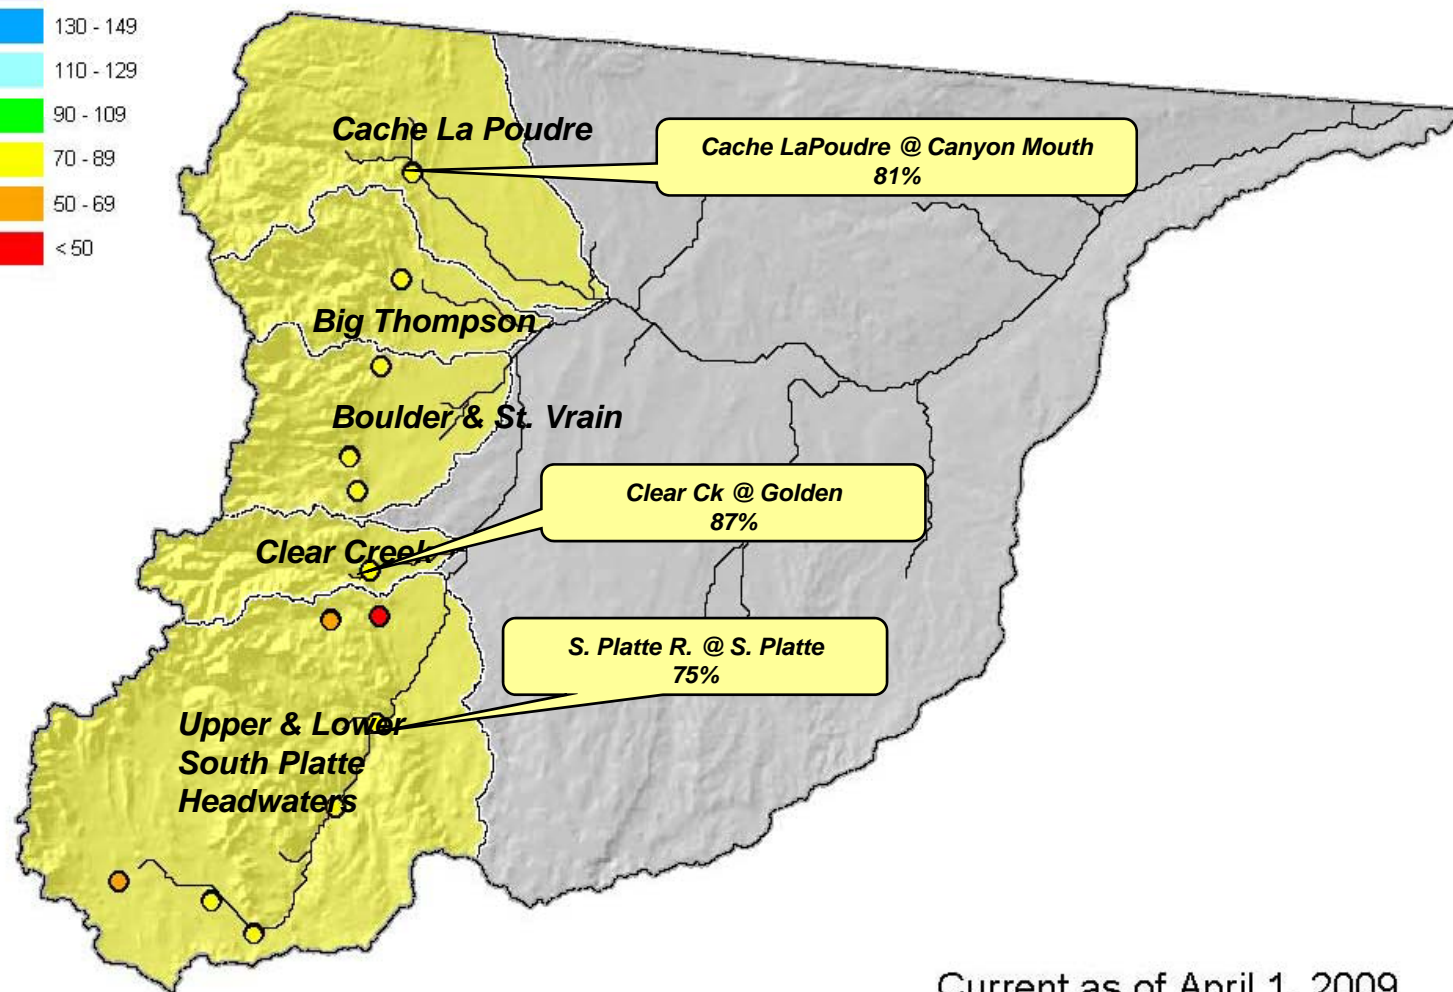 130 - 149
110 - 129
90 - 109
70 - 89
50 - 69
< 50
Cache La Poudre
Cache LaPoudre @ Canyon Mouth
81%
Big Thompson
Boulder & St. Vrain
Clear Ck @ Golden
87%
Clear Creek
S. Platte R. @ S. Platte
75%
Upper & Lower
South Platte
Headwaters
Current as of April 1, 2009